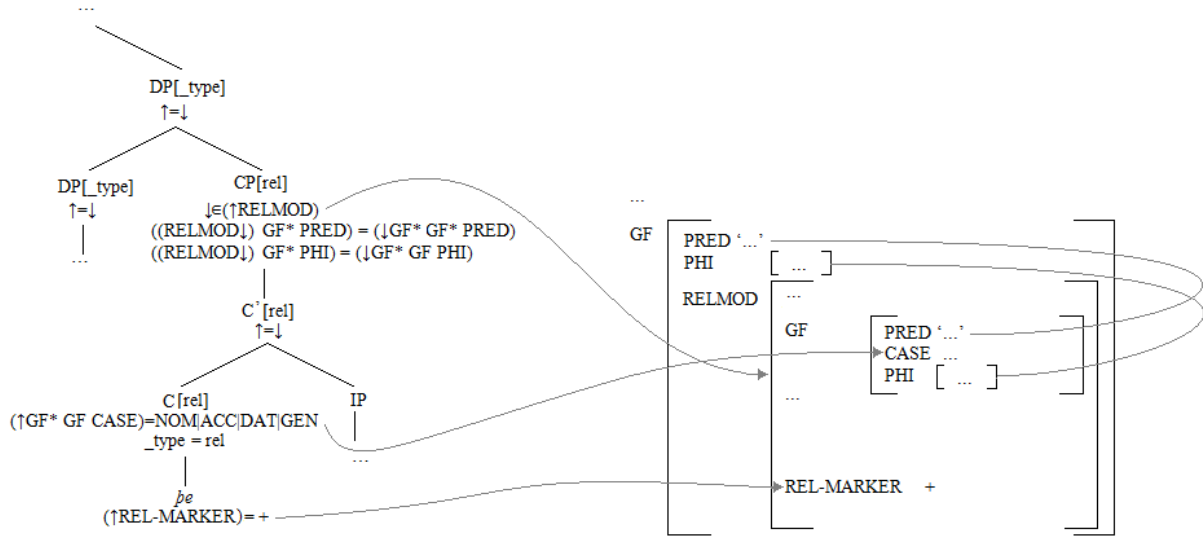 ...
DP[_type]
↑=↓
DP[_type]
↑=↓
...
CP[rel]
↓∈(↑RELMOD)
((RELMOD↓) GF* PRED) = (↓GF* GF* PRED)
((RELMOD↓) GF* PHI) = (↓GF* GF PHI)
C'[rel]
↑=↓
C[rel]
(↑GF* GF CASE)=NOM|ACC|DAT|GEN
_type = rel
þe
(↑REL-MARKER)= +
IP
...
...
GF
PRED ‘...’
PHI [ ... ]
RELMOD
...
GF
PRED ‘...’
CASE ...
PHI [ ... ]
...
REL-MARKER +